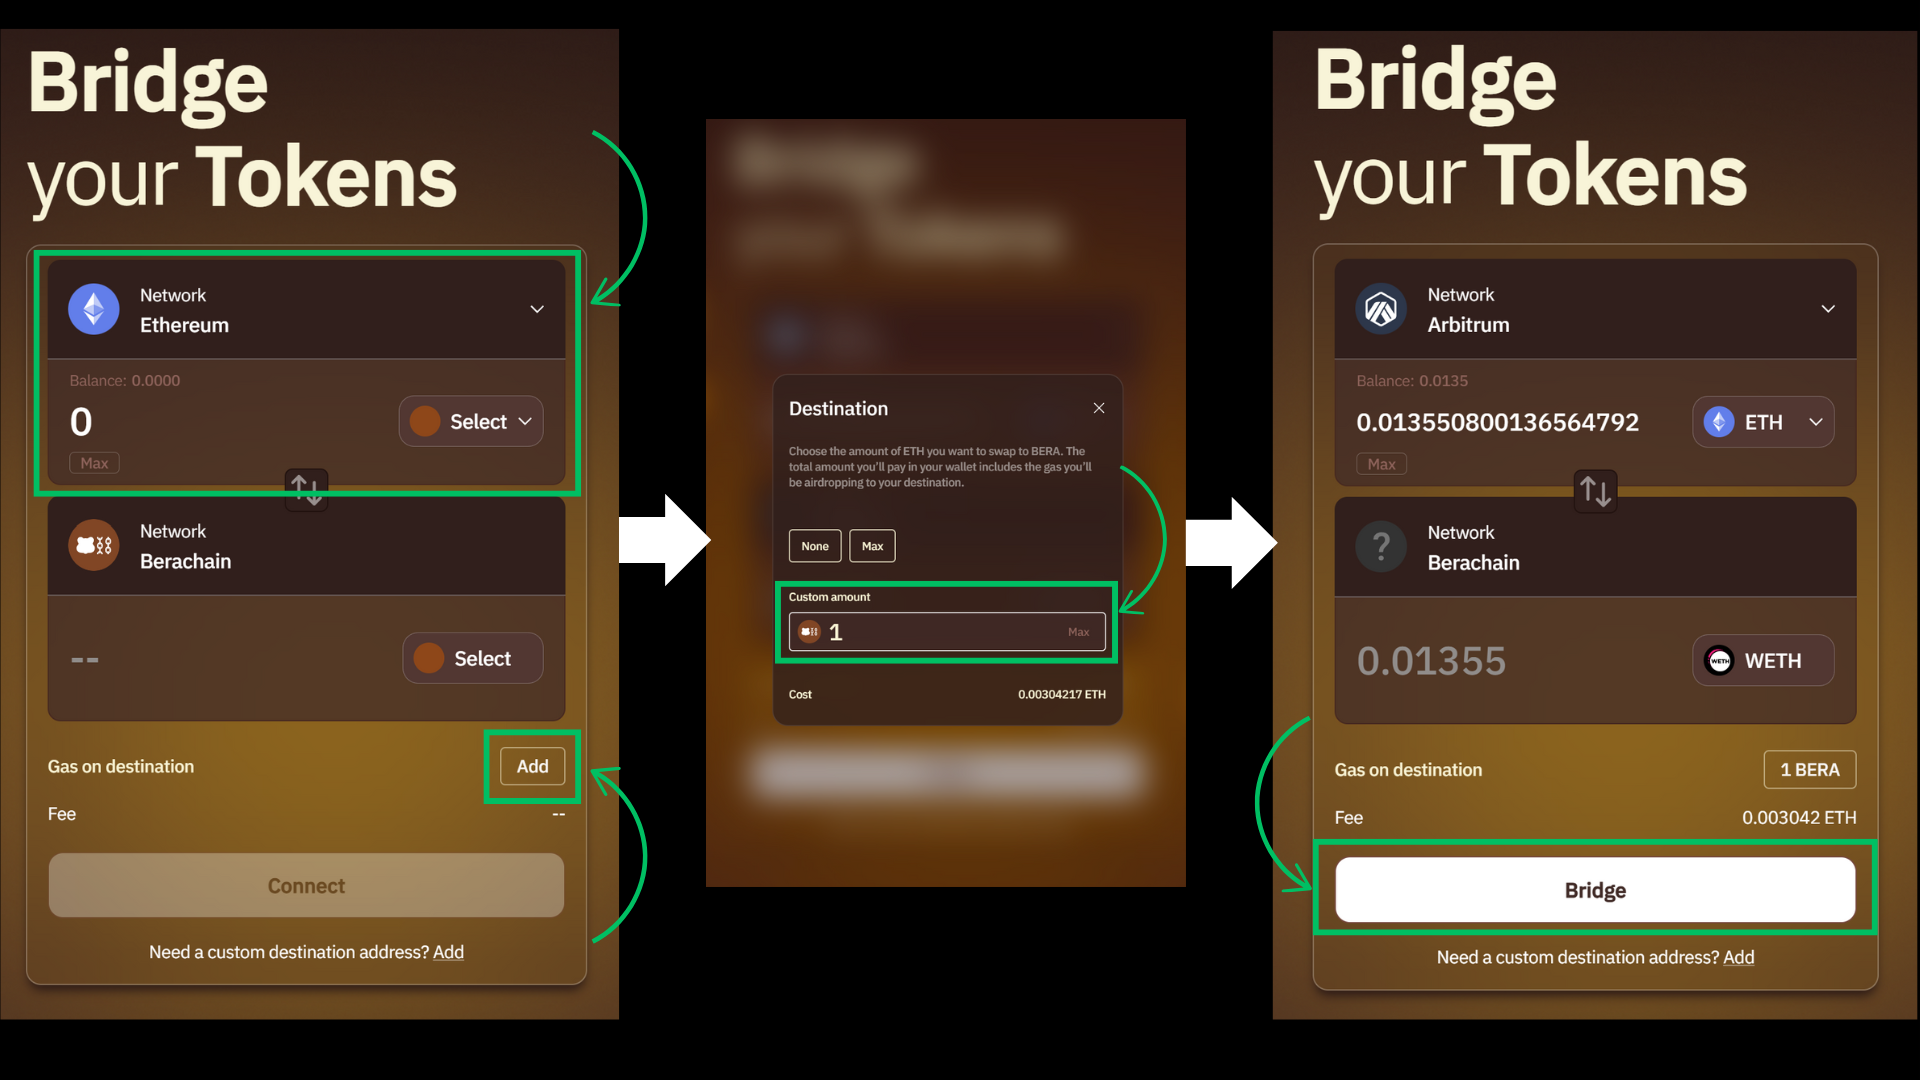 Bridge
your Tokens
Network
Ethereum
Balance: 0.0000
0
Select
Max
Network
Berachain
--
Select
Gas on destination
Add
Fee
--
Connect
Need a custom destination address? Add
Bridge
your Tokens
Destination
Choose the amount of ETH you want to swap to BERA. The
total amount you'll pay in your wallet includes the gas you'll
be airdropping to your destination.
None
Max
Custom amount
1
Max
Cost
0.00304217 ETH
Bridge
your Tokens
Network
Arbitrum
Balance: 0.0135
0.013550800136564792
ETH
Max
?
Network
Berachain
0.01355
WETH
WETH
Gas on destination
1 BERA
Fee
0.003042 ETH
Bridge
Need a custom destination address? Add